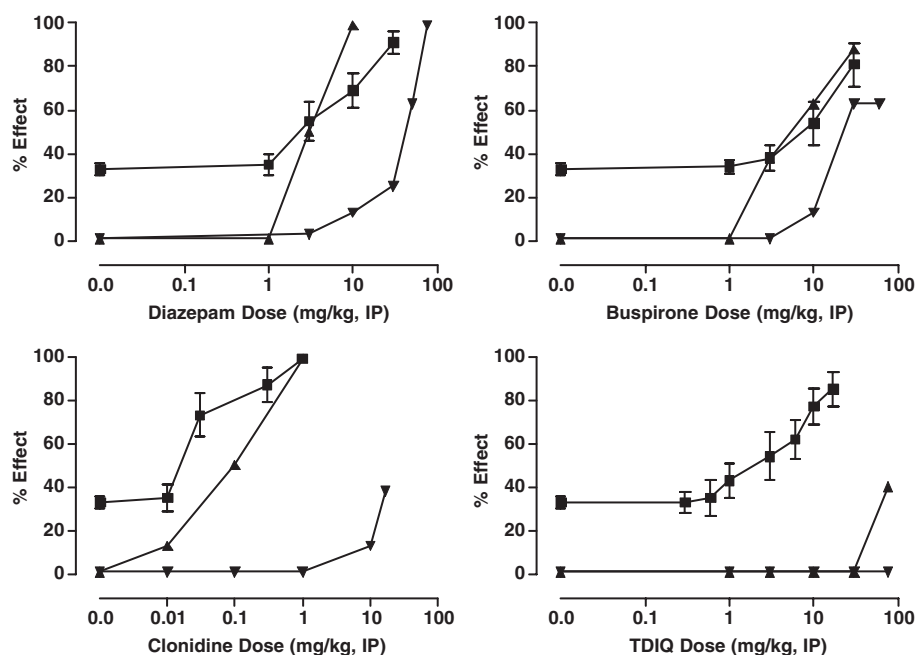 100
80
60
40
20
0
% Effect
0.0 0.1 1 10 100
Diazepam Dose (mg/kg, IP)
100
80
60
40
20
0
% Effect
0.0 0.1 1 10 100
Buspirone Dose (mg/kg, IP)
100
80
60
40
20
0
% Effect
0.0 0.01 0.1 1 10 100
Clonidine Dose (mg/kg, IP)
100
80
60
40
20
0
% Effect
0.0 0.1 1 10 100
TDIQ Dose (mg/kg, IP)